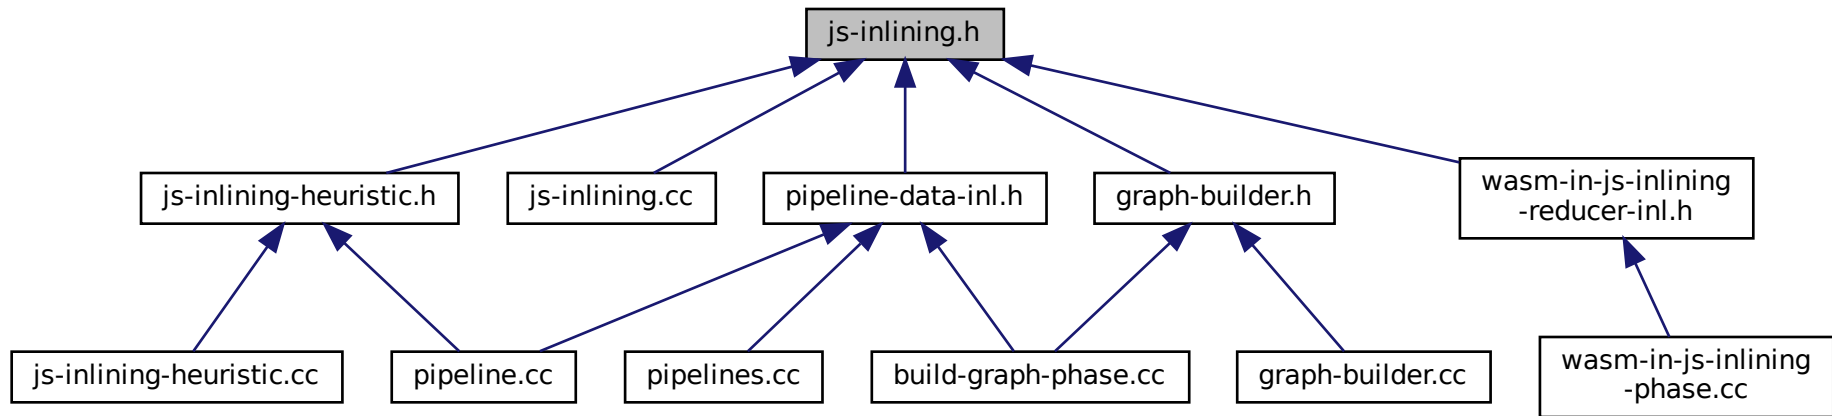 js-inlining.h
js-inlining-heuristic.h
js-inlining.cc
pipeline-data-inl.h
graph-builder.h
wasm-in-js-inlining
-reducer-inl.h
js-inlining-heuristic.cc
pipeline.cc
pipelines.cc
build-graph-phase.cc
graph-builder.cc
wasm-in-js-inlining
-phase.cc